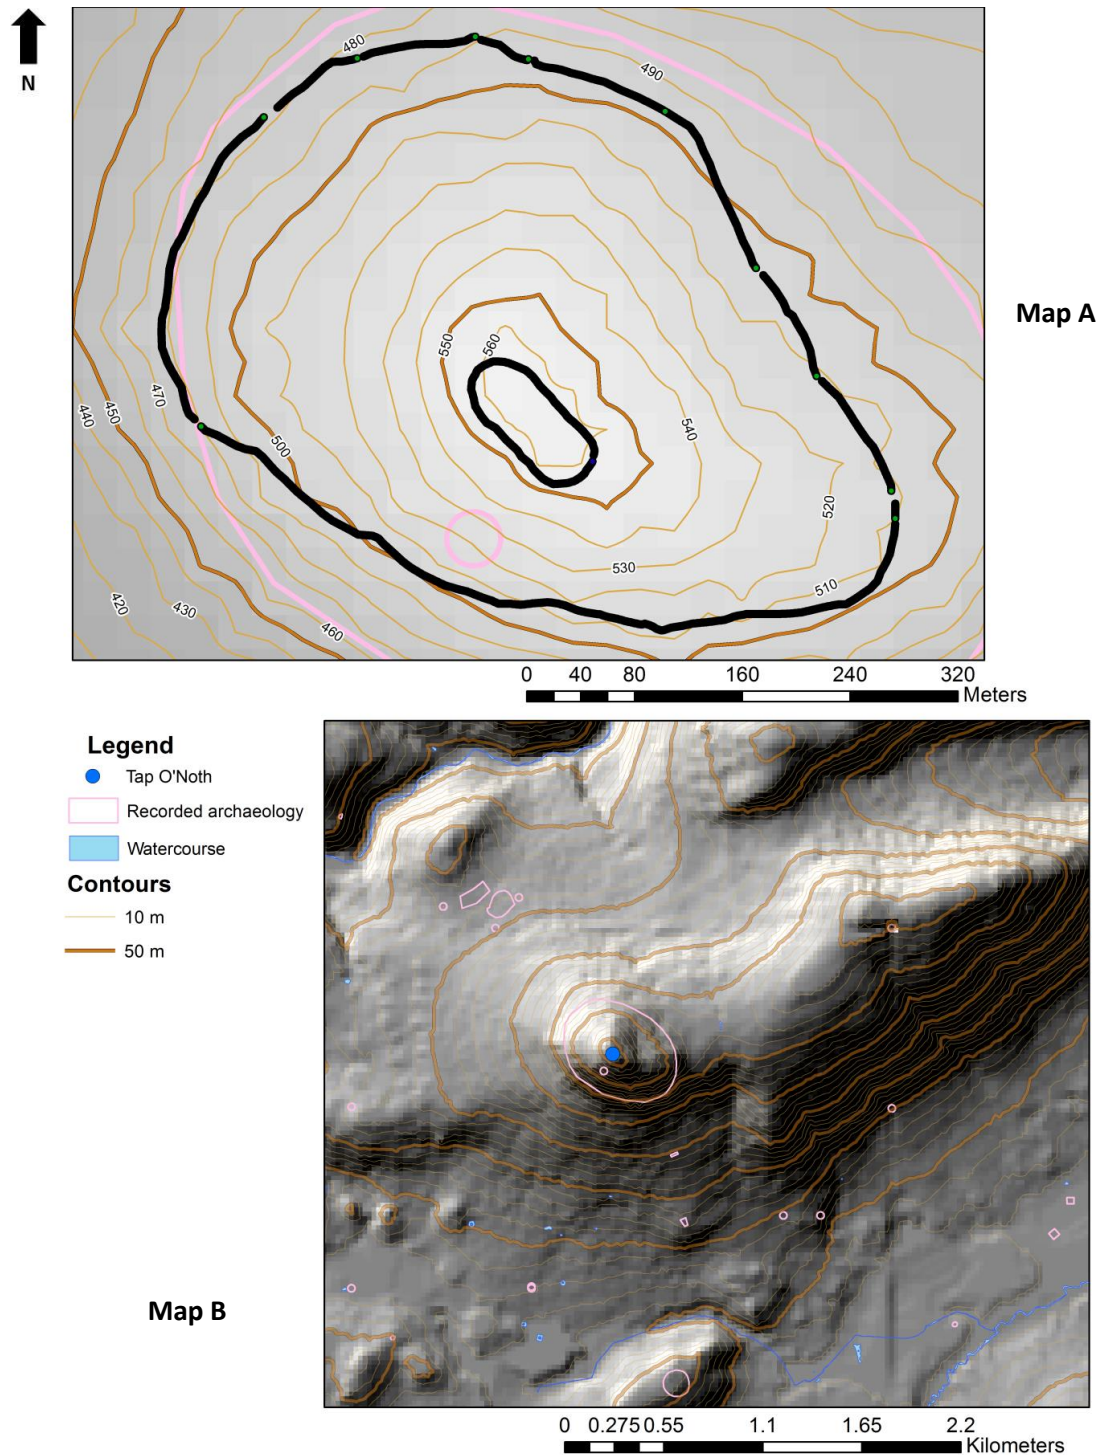 N
480
490
Map A
550
560
470
440
450
500
540
520
530
510
420
430
460
0 40 80 160 240 320
Meters
Legend
Tap O'Noth
Recorded archaeology
Watercourse
Contours
10 m
50 m
Map B
0 0.275 0.55 1.1 1.65 2.2
Kilometers